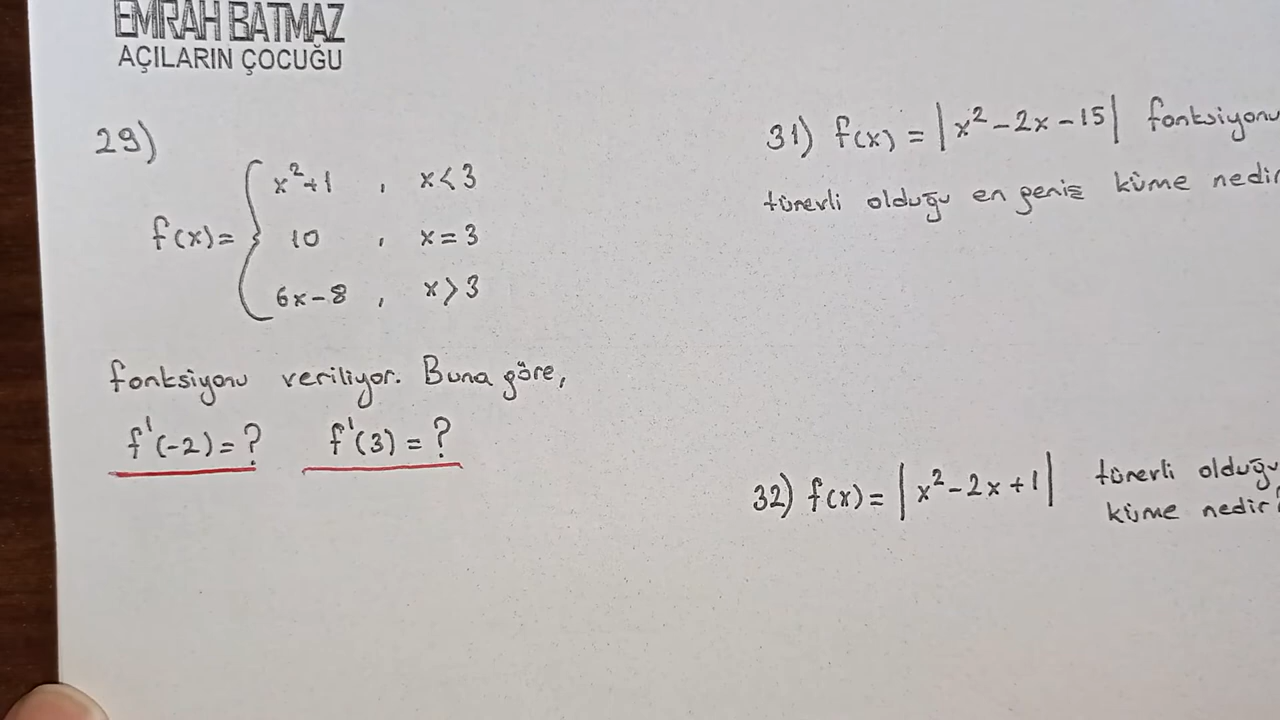 EMRAH BATMAZ
AÇILARIN ÇOCUĞU
29)
f(x)= { x²+1 , x<3
10 , x=3
6x-8 , x>3
fonksiyonu veriliyor. Buna göre,
f'(-2)=? f'(3)=?
31) f(x) = |x²-2x-15| fonksiyonu
türevli olduğu en geniş küme nedir
32) f(x)= |x²-2x+1| türevli olduğu
küme nedir